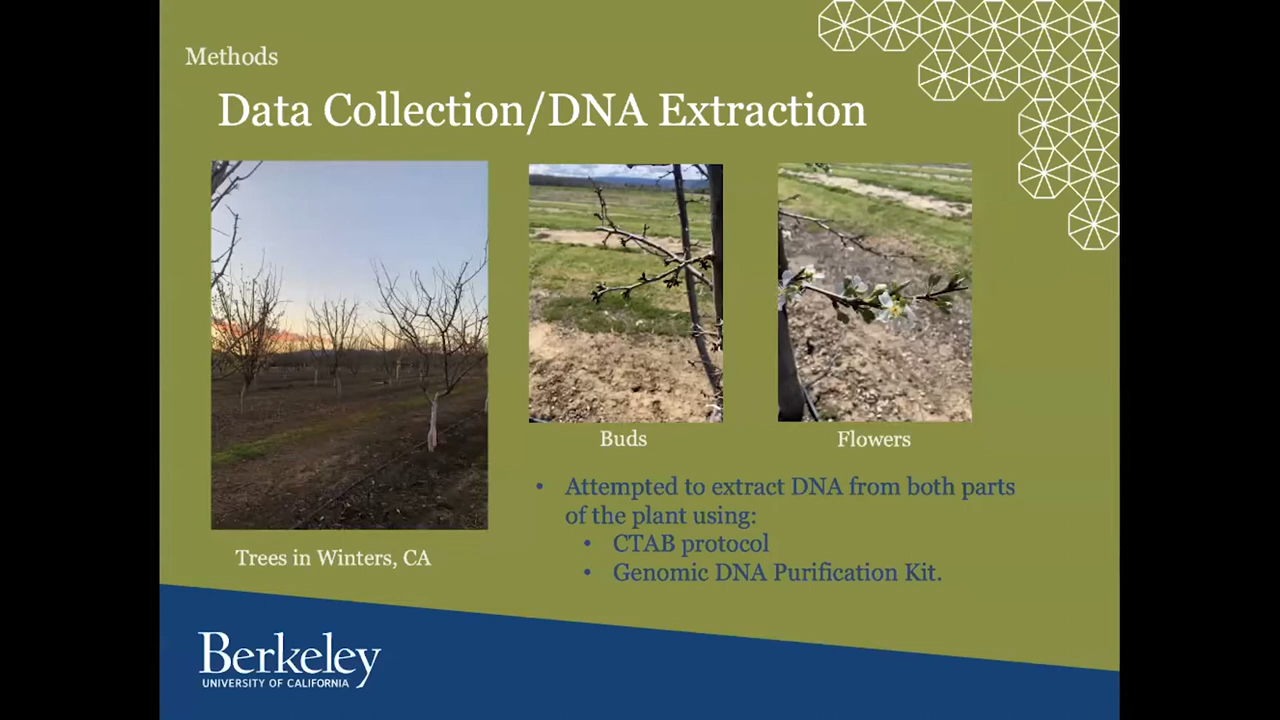 Methods
Data Collection/DNA Extraction
Buds
Flowers
Trees in Winters, CA
• Attempted to extract DNA from both parts
of the plant using:
• CTAB protocol
• Genomic DNA Purification Kit.
Berkeley
UNIVERSITY OF CALIFORNIA